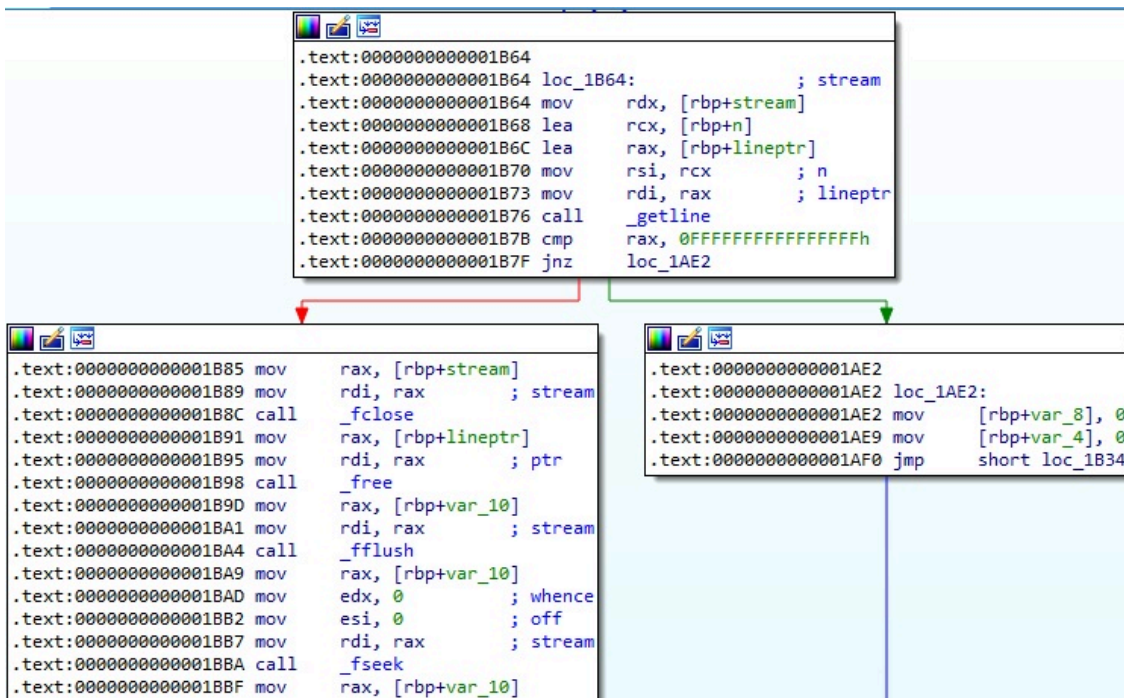 .text:0000000000001B64
.text:0000000000001B64 loc_1B64: ; stream
.text:0000000000001B64 mov rdx, [rbp+stream]
.text:0000000000001B68 lea rcx, [rbp+n]
.text:0000000000001B6C lea rax, [rbp+lineptr]
.text:0000000000001B70 mov rsi, rcx ; n
.text:0000000000001B73 mov rdi, rax ; lineptr
.text:0000000000001B76 call _getline
.text:0000000000001B7B cmp rax, 0FFFFFFFFFFFFFFFFh
.text:0000000000001B7F jnz loc_1AE2
.text:0000000000001B85 mov rax, [rbp+stream]
.text:0000000000001B89 mov rdi, rax ; stream
.text:0000000000001B8C call _fclose
.text:0000000000001B91 mov rax, [rbp+lineptr]
.text:0000000000001B95 mov rdi, rax ; ptr
.text:0000000000001B98 call _free
.text:0000000000001B9D mov rax, [rbp+var_10]
.text:0000000000001BA1 mov rdi, rax ; stream
.text:0000000000001BA4 call _fflush
.text:0000000000001BA9 mov rax, [rbp+var_10]
.text:0000000000001BAD mov edx, 0 ; whence
.text:0000000000001BB2 mov esi, 0 ; off
.text:0000000000001BB7 mov rdi, rax ; stream
.text:0000000000001BBA call _fseek
.text:0000000000001BBF mov rax, [rbp+var_10]
.text:0000000000001AE2
.text:0000000000001AE2 loc_1AE2:
.text:0000000000001AE2 mov [rbp+var_8], 0
.text:0000000000001AE9 mov [rbp+var_4], 0
.text:0000000000001AF0 jmp short loc_1B34